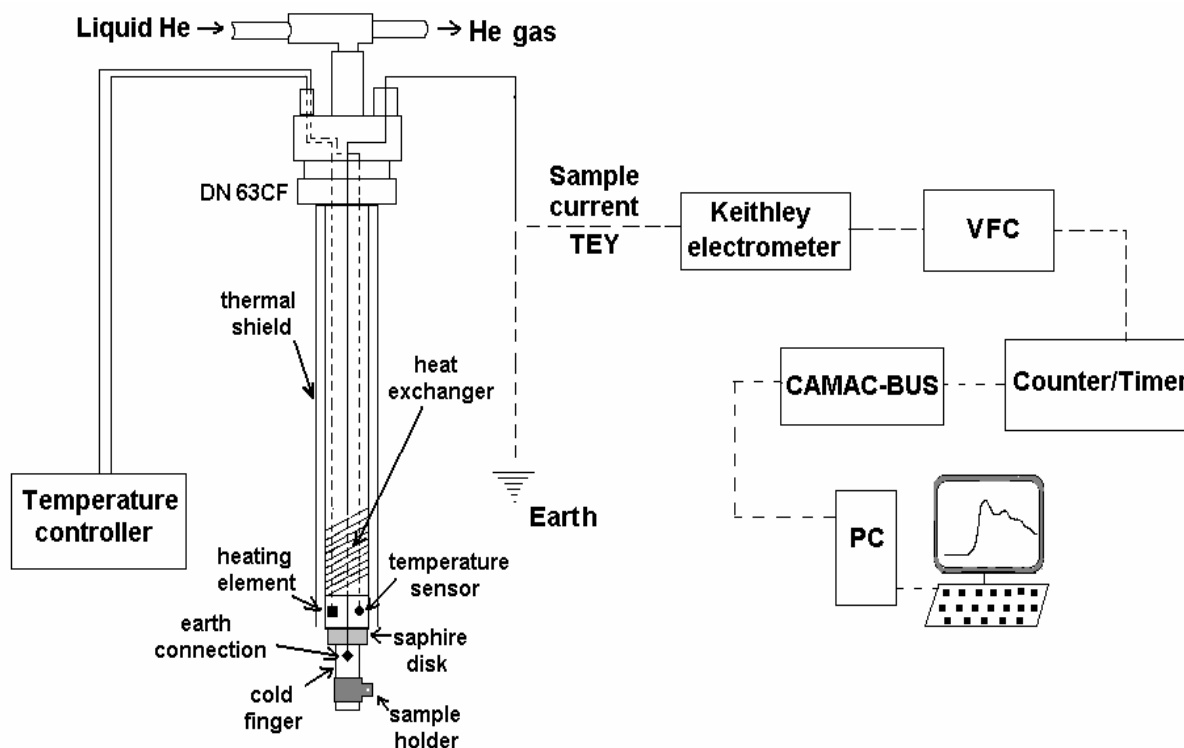 Liquid He
He gas
DN 63CF
Sample
current
TEY
Keithley
electrometer
VFC
thermal
shield
heat
exchanger
CAMAC-BUS
Counter/Timer
Temperature
controller
Earth
PC
heating
element
temperature
sensor
earth
connection
saphire
disk
cold
finger
sample
holder